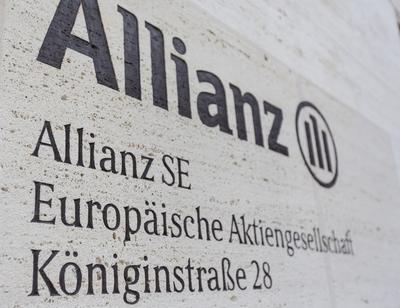 Allianz
Allianz SE
Europäische Aktiengesellschaft
Königinstraße 28